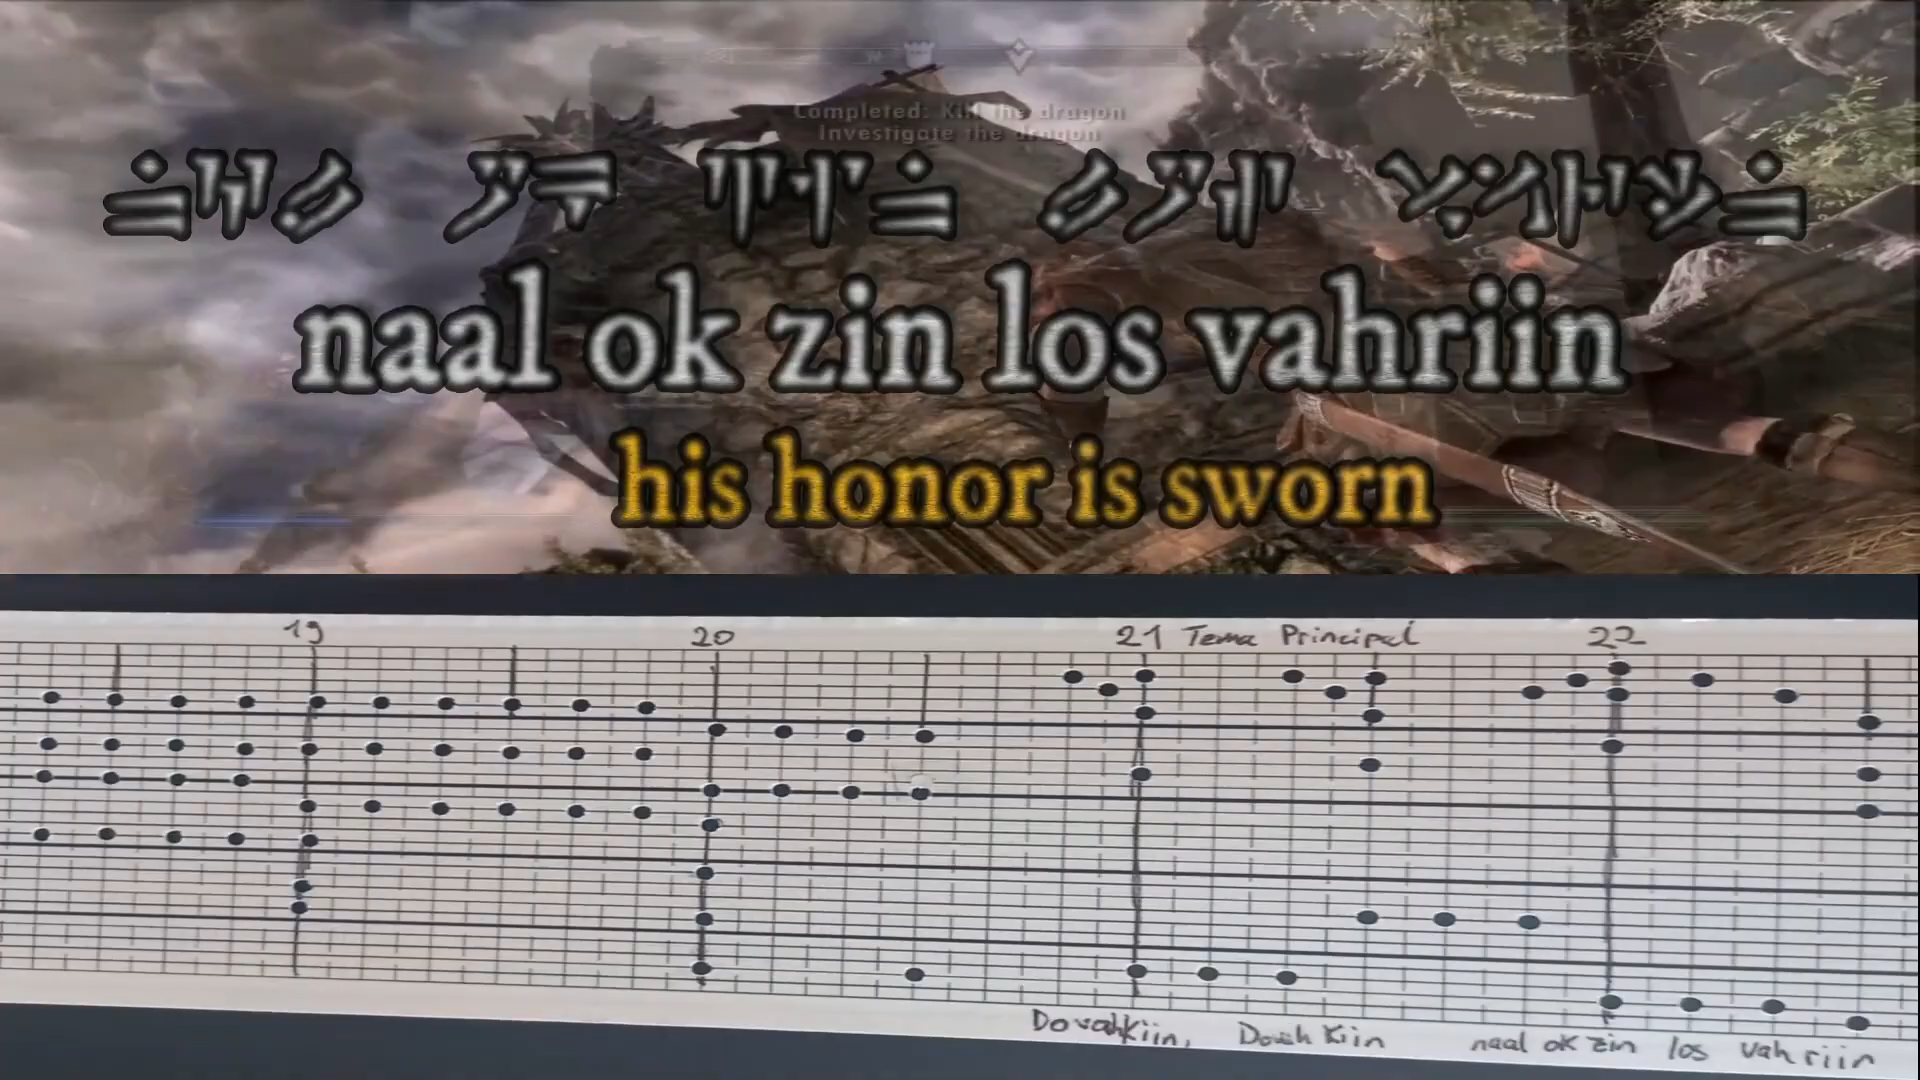 Completed: Kill the dragon
Investigate the dragon
naal ok zin los vahriin
his honor is sworn
19 20 21 Tema Principal 22
Dovahkiin, Dovahkiin naal ok zin los vahriin